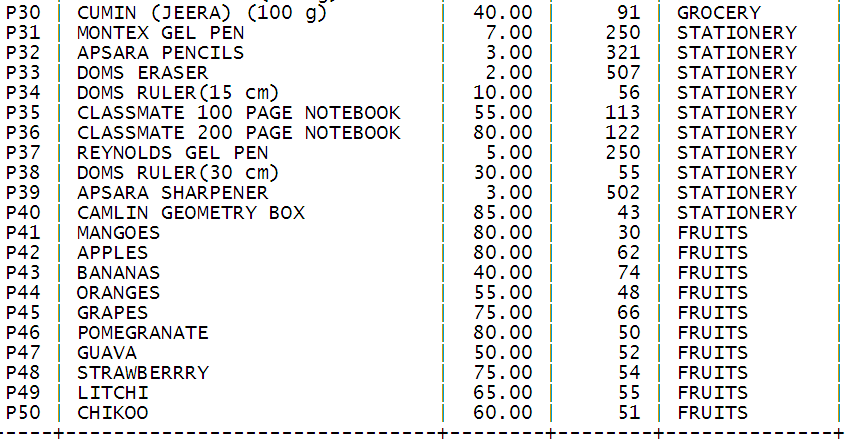 P30 | CUMIN (JEERA) (100 g) | 40.00 | 91 | GROCERY |
P31 | MONTEX GEL PEN | 7.00 | 250 | STATIONERY |
P32 | APSARA PENCILS | 3.00 | 321 | STATIONERY |
P33 | DOMS ERASER | 2.00 | 507 | STATIONERY |
P34 | DOMS RULER(15 cm) | 10.00 | 56 | STATIONERY |
P35 | CLASSMATE 100 PAGE NOTEBOOK | 55.00 | 113 | STATIONERY |
P36 | CLASSMATE 200 PAGE NOTEBOOK | 80.00 | 122 | STATIONERY |
P37 | REYNOLDS GEL PEN | 5.00 | 250 | STATIONERY |
P38 | DOMS RULER(30 cm) | 30.00 | 55 | STATIONERY |
P39 | APSARA SHARPENER | 3.00 | 502 | STATIONERY |
P40 | CAMLIN GEOMETRY BOX | 85.00 | 43 | STATIONERY |
P41 | MANGOES | 80.00 | 30 | FRUITS |
P42 | APPLES | 80.00 | 62 | FRUITS |
P43 | BANANAS | 40.00 | 74 | FRUITS |
P44 | ORANGES | 55.00 | 48 | FRUITS |
P45 | GRAPES | 75.00 | 66 | FRUITS |
P46 | POMEGRANATE | 80.00 | 50 | FRUITS |
P47 | GUAVA | 50.00 | 52 | FRUITS |
P48 | STRAWBERRRY | 75.00 | 54 | FRUITS |
P49 | LITCHI | 65.00 | 55 | FRUITS |
P50 | CHIKOO | 60.00 | 51 | FRUITS |